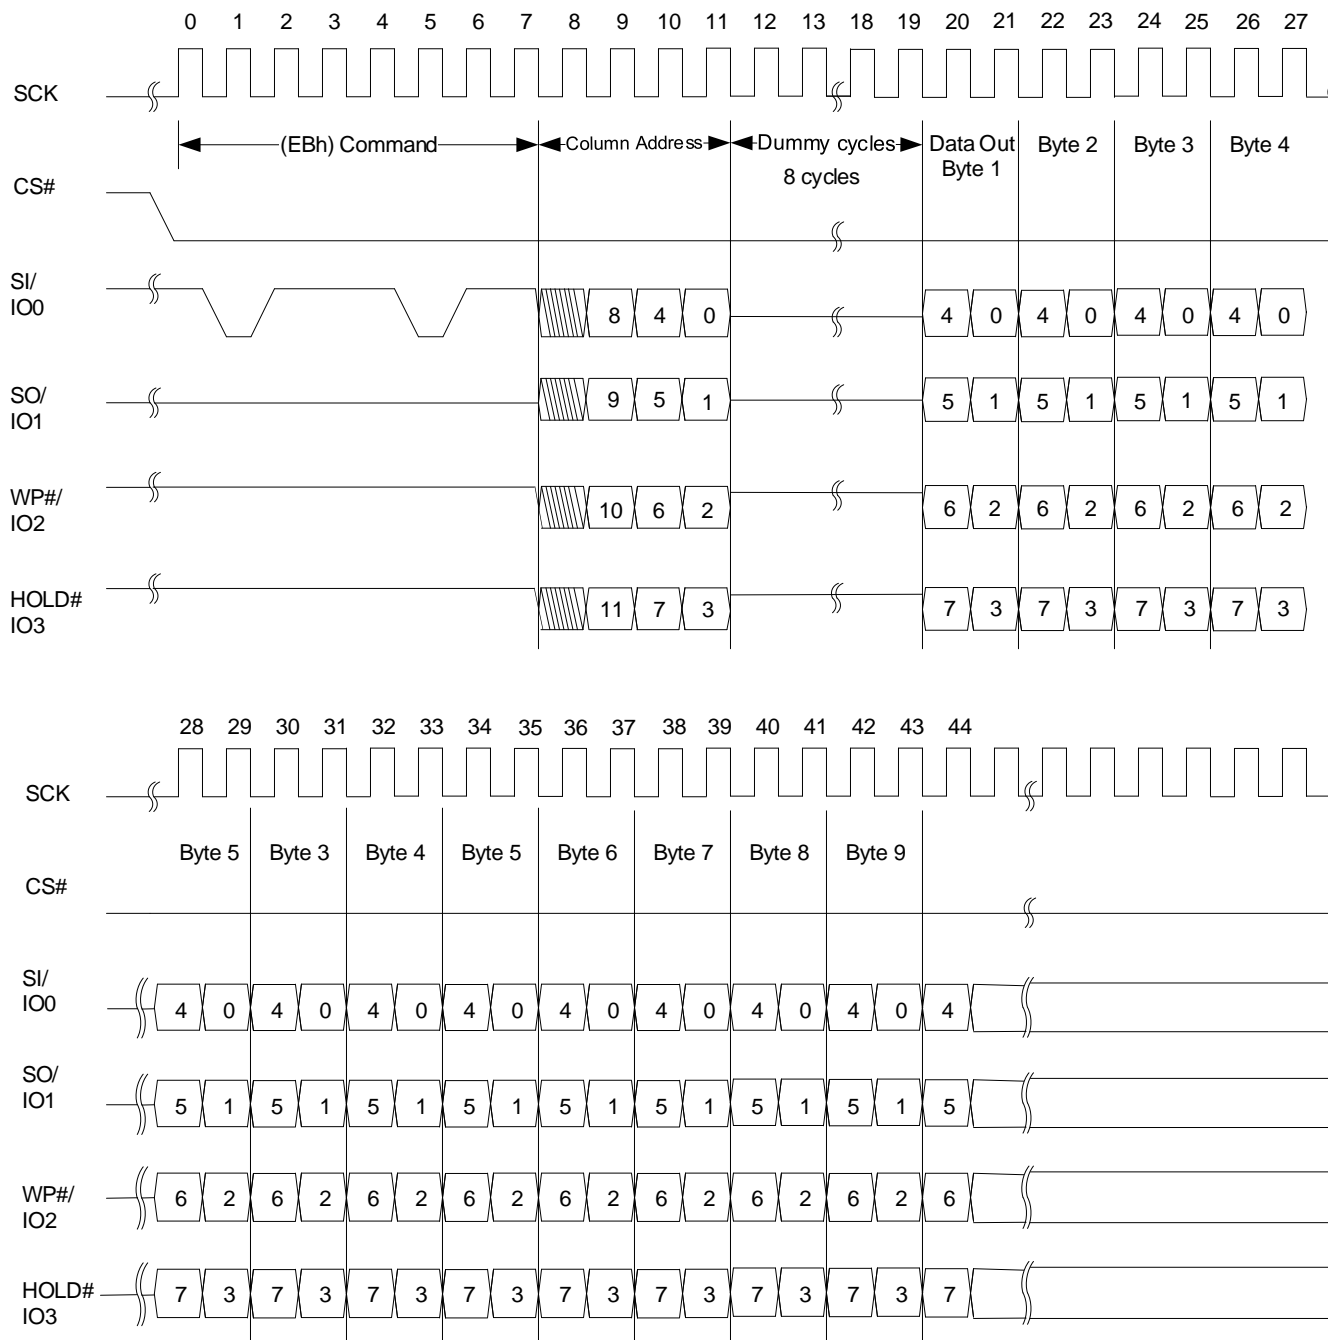 0 1 2 3 4 5 6 7 8 9 10 11 12 13 18 19 20 21 22 23 24 25 26 27
SCK
(EBh) Command Column Address Dummy cycles Data Out Byte 2 Byte 3 Byte 4
8 cycles Byte 1
CS#
SI/
IO0 8 4 0 4 0 4 0 4 0 4 0
SO/
IO1 9 5 1 5 1 5 1 5 1 5 1
WP#/
IO2 10 6 2 6 2 6 2 6 2 6 2
HOLD#
IO3 11 7 3 7 3 7 3 7 3 7 3
28 29 30 31 32 33 34 35 36 37 38 39 40 41 42 43 44
SCK
Byte 5 Byte 3 Byte 4 Byte 5 Byte 6 Byte 7 Byte 8 Byte 9
CS#
SI/
IO0 4 0 4 0 4 0 4 0 4 0 4 0 4 0 4 0 4
SO/
IO1 5 1 5 1 5 1 5 1 5 1 5 1 5 1 5 1 5
WP#/
IO2 6 2 6 2 6 2 6 2 6 2 6 2 6 2 6 2 6
HOLD#
IO3 7 3 7 3 7 3 7 3 7 3 7 3 7 3 7 3 7